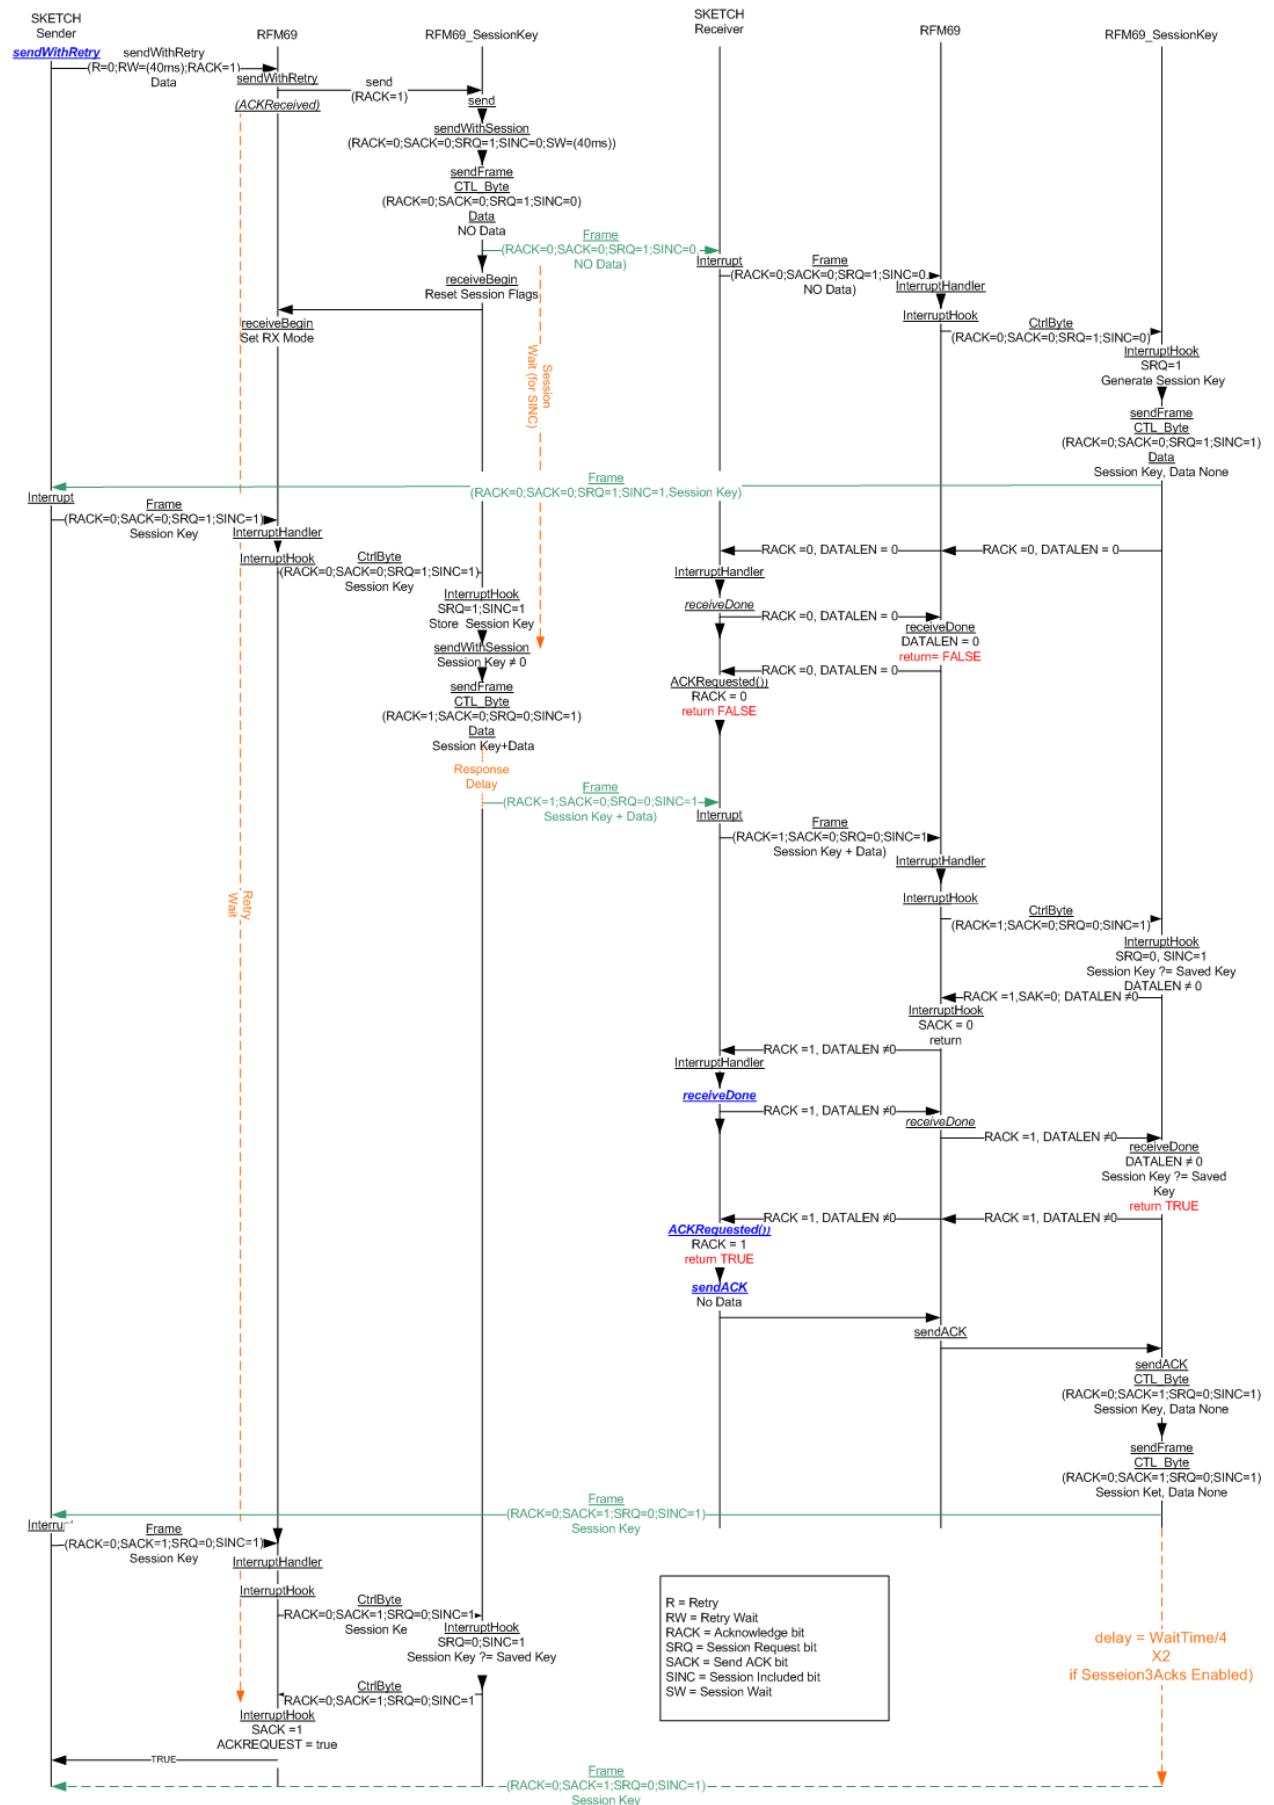 SKETCH
Sender
RFM69
RFM69_SessionKey
SKETCH
Receiver
RFM69
RFM69_SessionKey
sendWithRetry
sendWithRetry
(R=0;RW=(40ms);RACK=1)
Data
sendWithRetry
send
(RACK=1)
(ACKReceived)
send
sendWithSession
(RACK=0;SACK=0;SRQ=1;SINC=0;SW=(40ms))
sendFrame
CTL_Byte
(RACK=0;SACK=0;SRQ=1;SINC=0)
Data
NO Data
Frame
(RACK=0;SACK=0;SRQ=1;SINC=0,
NO Data)
Interrupt
Frame
(RACK=0;SACK=0;SRQ=1;SINC=0,
NO Data)
InterruptHandler
receiveBegin
Reset Session Flags
InterruptHook
receiveBegin
Set RX Mode
CtrlByte
(RACK=0;SACK=0;SRQ=1;SINC=0)
Session
Wait (for SINC)
InterruptHook
SRQ=1
Generate Session Key
sendFrame
CTL_Byte
(RACK=0;SACK=0;SRQ=1;SINC=1)
Data
Session Key, Data None
Frame
(RACK=0;SACK=0;SRQ=1;SINC=1,Session Key)
Interrupt
Frame
(RACK=0;SACK=0;SRQ=1;SINC=1)
Session Key
InterruptHandler
InterruptHook
CtrlByte
(RACK=0;SACK=0;SRQ=1;SINC=1)
Session Key
RACK =0, DATALEN = 0
RACK =0, DATALEN = 0
InterruptHandler
InterruptHook
SRQ=1;SINC=1
Store  Session Key
receiveDone
RACK =0, DATALEN = 0
receiveDone
DATALEN = 0
return= FALSE
sendWithSession
Session Key ≠ 0
RACK =0, DATALEN = 0
ACKRequested())
RACK = 0
return FALSE
sendFrame
CTL_Byte
(RACK=1;SACK=0;SRQ=0;SINC=1)
Data
Session Key+Data
Response
Delay
Frame
(RACK=1;SACK=0;SRQ=0;SINC=1
Session Key + Data)
Interrupt
Frame
(RACK=1;SACK=0;SRQ=0;SINC=1
Session Key + Data)
InterruptHandler
Retry
Wait
InterruptHook
CtrlByte
(RACK=1;SACK=0;SRQ=0;SINC=1)
InterruptHook
SRQ=0, SINC=1
Session Key ?= Saved Key
DATALEN ≠ 0
RACK =1,SAK=0; DATALEN ≠0
InterruptHook
SACK = 0
return
RACK =1, DATALEN ≠0
InterruptHandler
receiveDone
RACK =1, DATALEN ≠0
receiveDone
RACK =1, DATALEN ≠0
receiveDone
DATALEN ≠ 0
Session Key ?= Saved
Key
return TRUE
RACK =1, DATALEN ≠0
RACK =1, DATALEN ≠0
ACKRequested())
RACK = 1
return TRUE
sendACK
No Data
sendACK
sendACK
CTL_Byte
(RACK=0;SACK=1;SRQ=0;SINC=1)
Session Key, Data None
sendFrame
CTL_Byte
(RACK=0;SACK=1;SRQ=0;SINC=1)
Session Ket, Data None
Frame
(RACK=0;SACK=1;SRQ=0;SINC=1)
Session Key
Interru
Frame
(RACK=0;SACK=1;SRQ=0;SINC=1)
Session Key
InterruptHandler
InterruptHook
CtrlByte
RACK=0;SACK=1;SRQ=0;SINC=1
Session Ke
InterruptHook
SRQ=0;SINC=1
Session Key ?= Saved Key
CtrlByte
RACK=0;SACK=1;SRQ=0;SINC=1
InterruptHook
SACK =1
ACKREQUEST = true
TRUE
R = Retry
RW = Retry Wait
RACK = Acknowledge bit
SRQ = Session Request bit
SACK = Send ACK bit
SINC = Session Included bit
SW = Session Wait
delay = WaitTime/4
X2
if Sesseion3Acks Enabled)
Frame
(RACK=0;SACK=1;SRQ=0;SINC=1)
Session Key